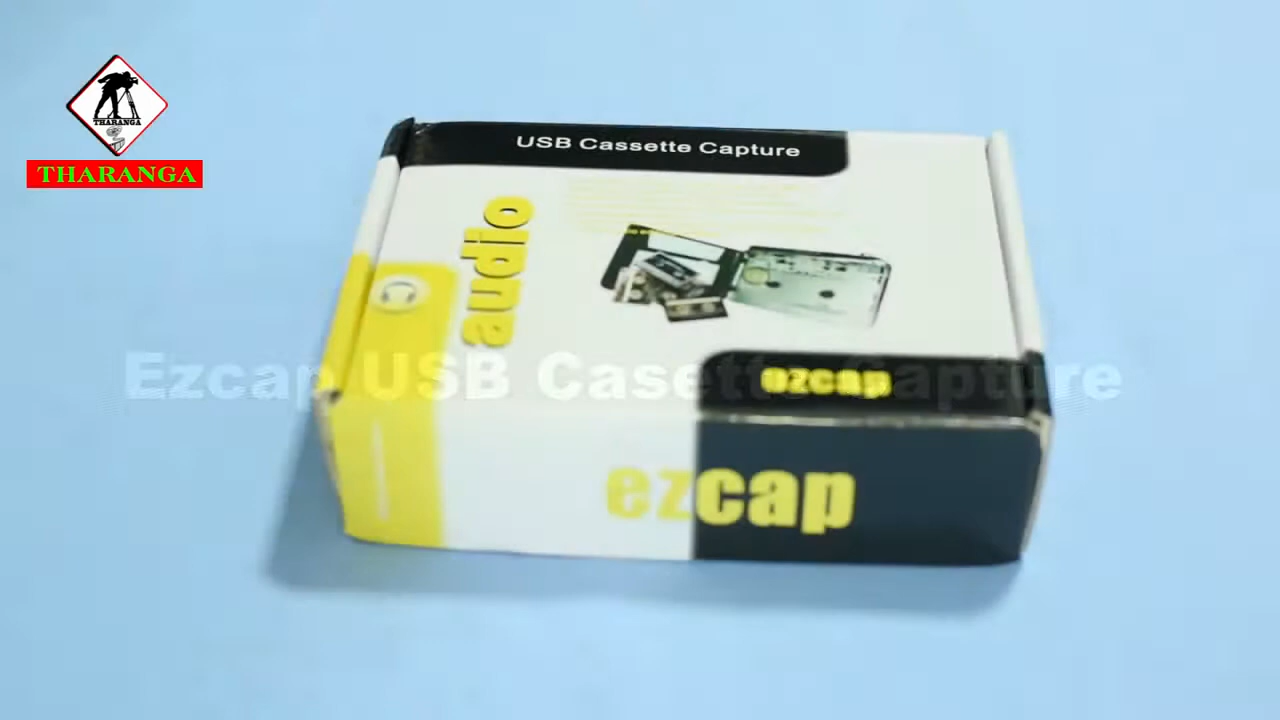 THARANGA
THARANGA
USB Cassette Capture
audio
Ezcap USB Casette Capture
ezcap
ezcap